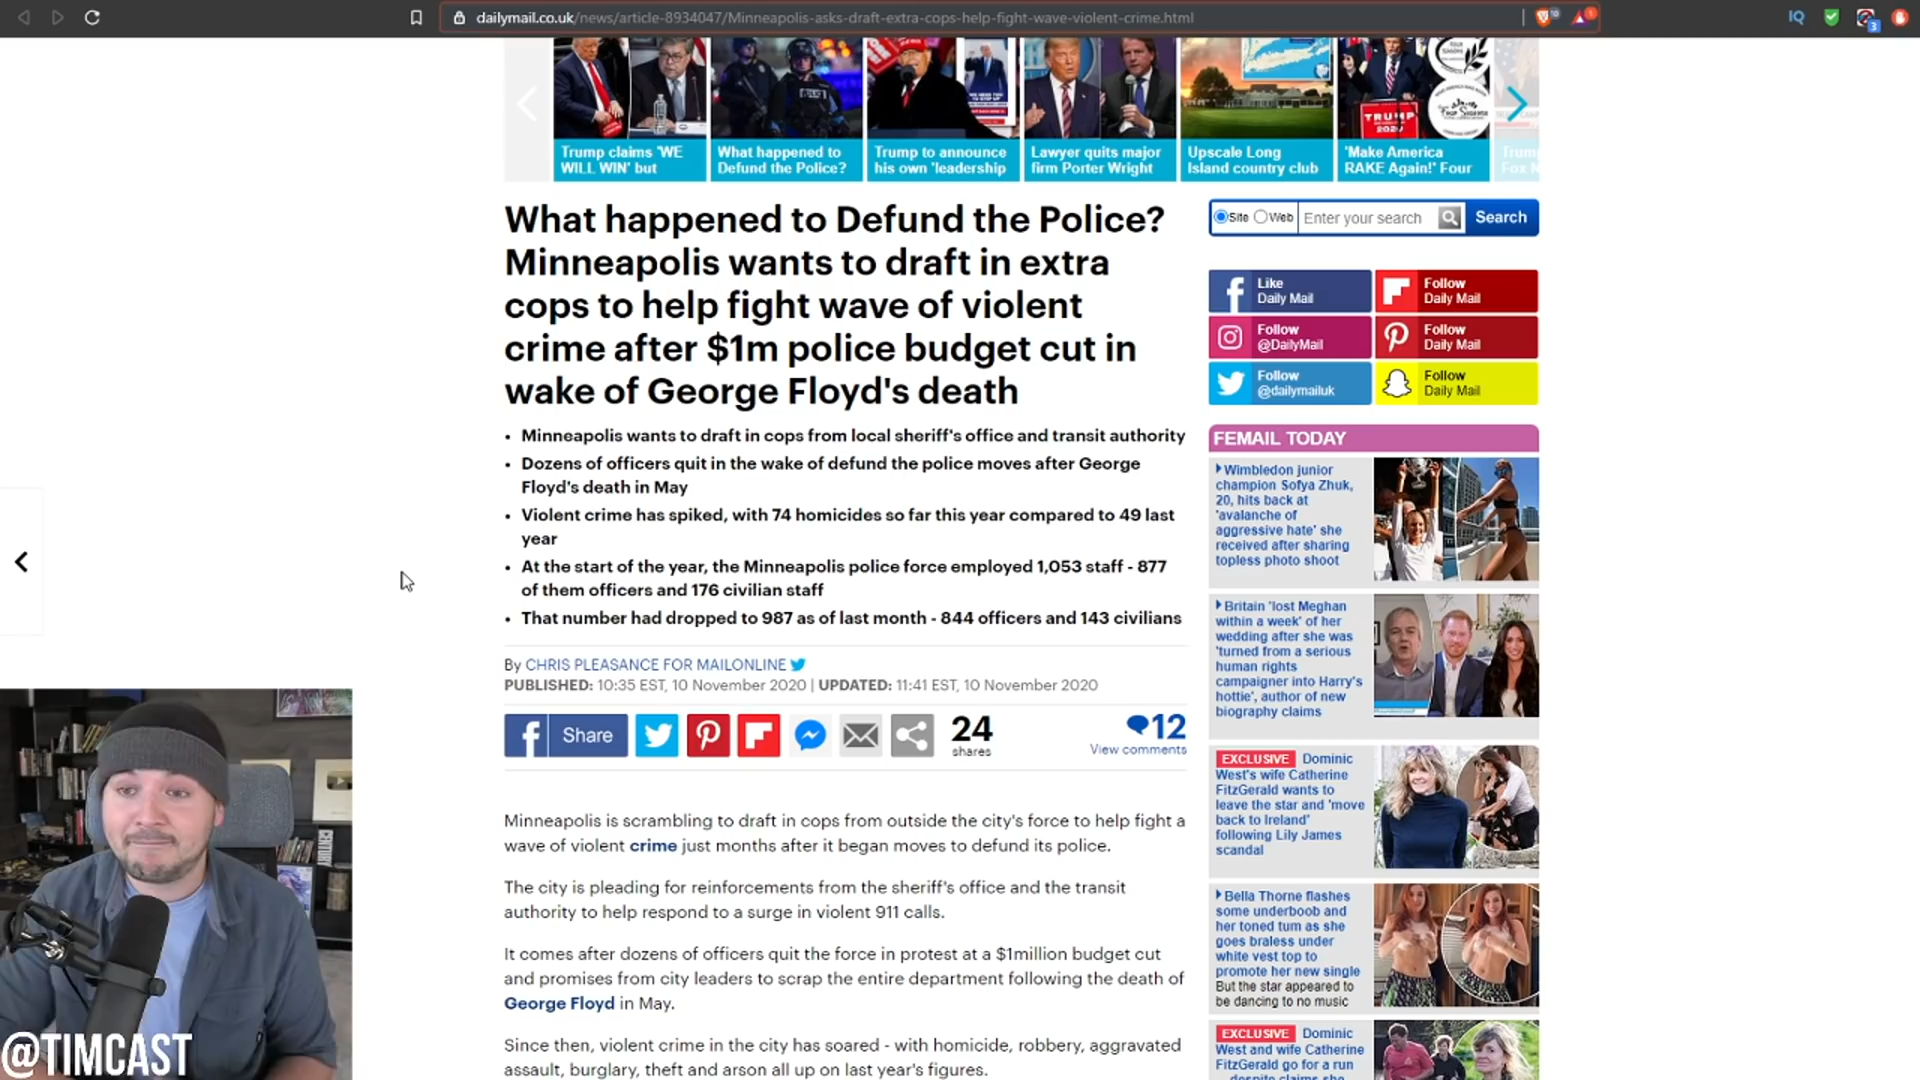 dailymail.co.uk/news/article-8934047/Minneapolis-asks-draft-extra-cops-help-fight-wave-violent-crime.html
IQ
3
Trump claims 'WE
WILL WIN' but
What happened to
Defund the Police?
Trump to announce
his own 'leadership
Lawyer quits major
firm Porter Wright
Upscale Long
Island country club
'Make America
RAKE Again!' Four
What happened to Defund the Police?
Minneapolis wants to draft in extra
cops to help fight wave of violent
crime after $1m police budget cut in
wake of George Floyd's death
• Minneapolis wants to draft in cops from local sheriff's office and transit authority
• Dozens of officers quit in the wake of defund the police moves after George
Floyd's death in May
• Violent crime has spiked, with 74 homicides so far this year compared to 49 last
year
• At the start of the year, the Minneapolis police force employed 1,053 staff - 877
of them officers and 176 civilian staff
• That number had dropped to 987 as of last month - 844 officers and 143 civilians
By CHRIS PLEASANCE FOR MAILONLINE
PUBLISHED: 10:35 EST, 10 November 2020 | UPDATED: 11:41 EST, 10 November 2020
Share
24
shares
12
View comments
Minneapolis is scrambling to draft in cops from outside the city's force to help fight a
wave of violent crime just months after it began moves to defund its police.
The city is pleading for reinforcements from the sheriff's office and the transit
authority to help respond to a surge in violent 911 calls.
It comes after dozens of officers quit the force in protest at a $1million budget cut
and promises from city leaders to scrap the entire department following the death of
George Floyd in May.
Since then, violent crime in the city has soared - with homicide, robbery, aggravated
assault, burglary, theft and arson all up on last year's figures.
Site Web Enter your search Search
Like
Daily Mail
Follow
Daily Mail
Follow
@DailyMail
Follow
Daily Mail
Follow
@dailymailuk
Follow
Daily Mail
FEMAIL TODAY
Wimbledon junior
champion Sofya Zhuk,
20, hits back at
'avalanche of
aggressive hate' she
received after sharing
topless photo shoot
Britain 'lost Meghan
within a week' of her
wedding after she was
'turned from a serious
human rights
campaigner into Harry's
hottie', author of new
biography claims
EXCLUSIVE Dominic
West's wife Catherine
FitzGerald wants to
leave the star and 'move
back to Ireland'
following Lily James
scandal
Bella Thorne flashes
some underboob and
her toned tum as she
goes braless under
white vest top to
promote her new single
But the star appeared to
be dancing to no music
EXCLUSIVE Dominic
West and wife Catherine
FitzGerald go for a run
despite claims she
@TIMCAST